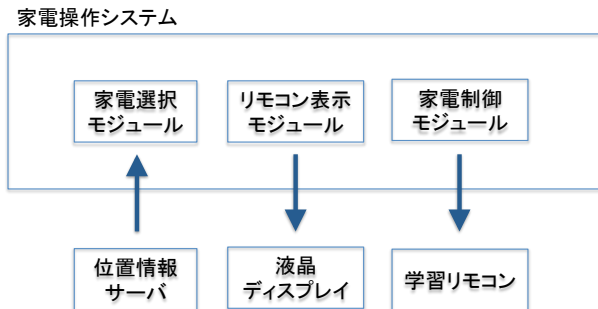 家電操作システム
家電選択
モジュール
リモコン表示
モジュール
家電制御
モジュール
位置情報
サーバ
液晶
ディスプレイ
学習リモコン